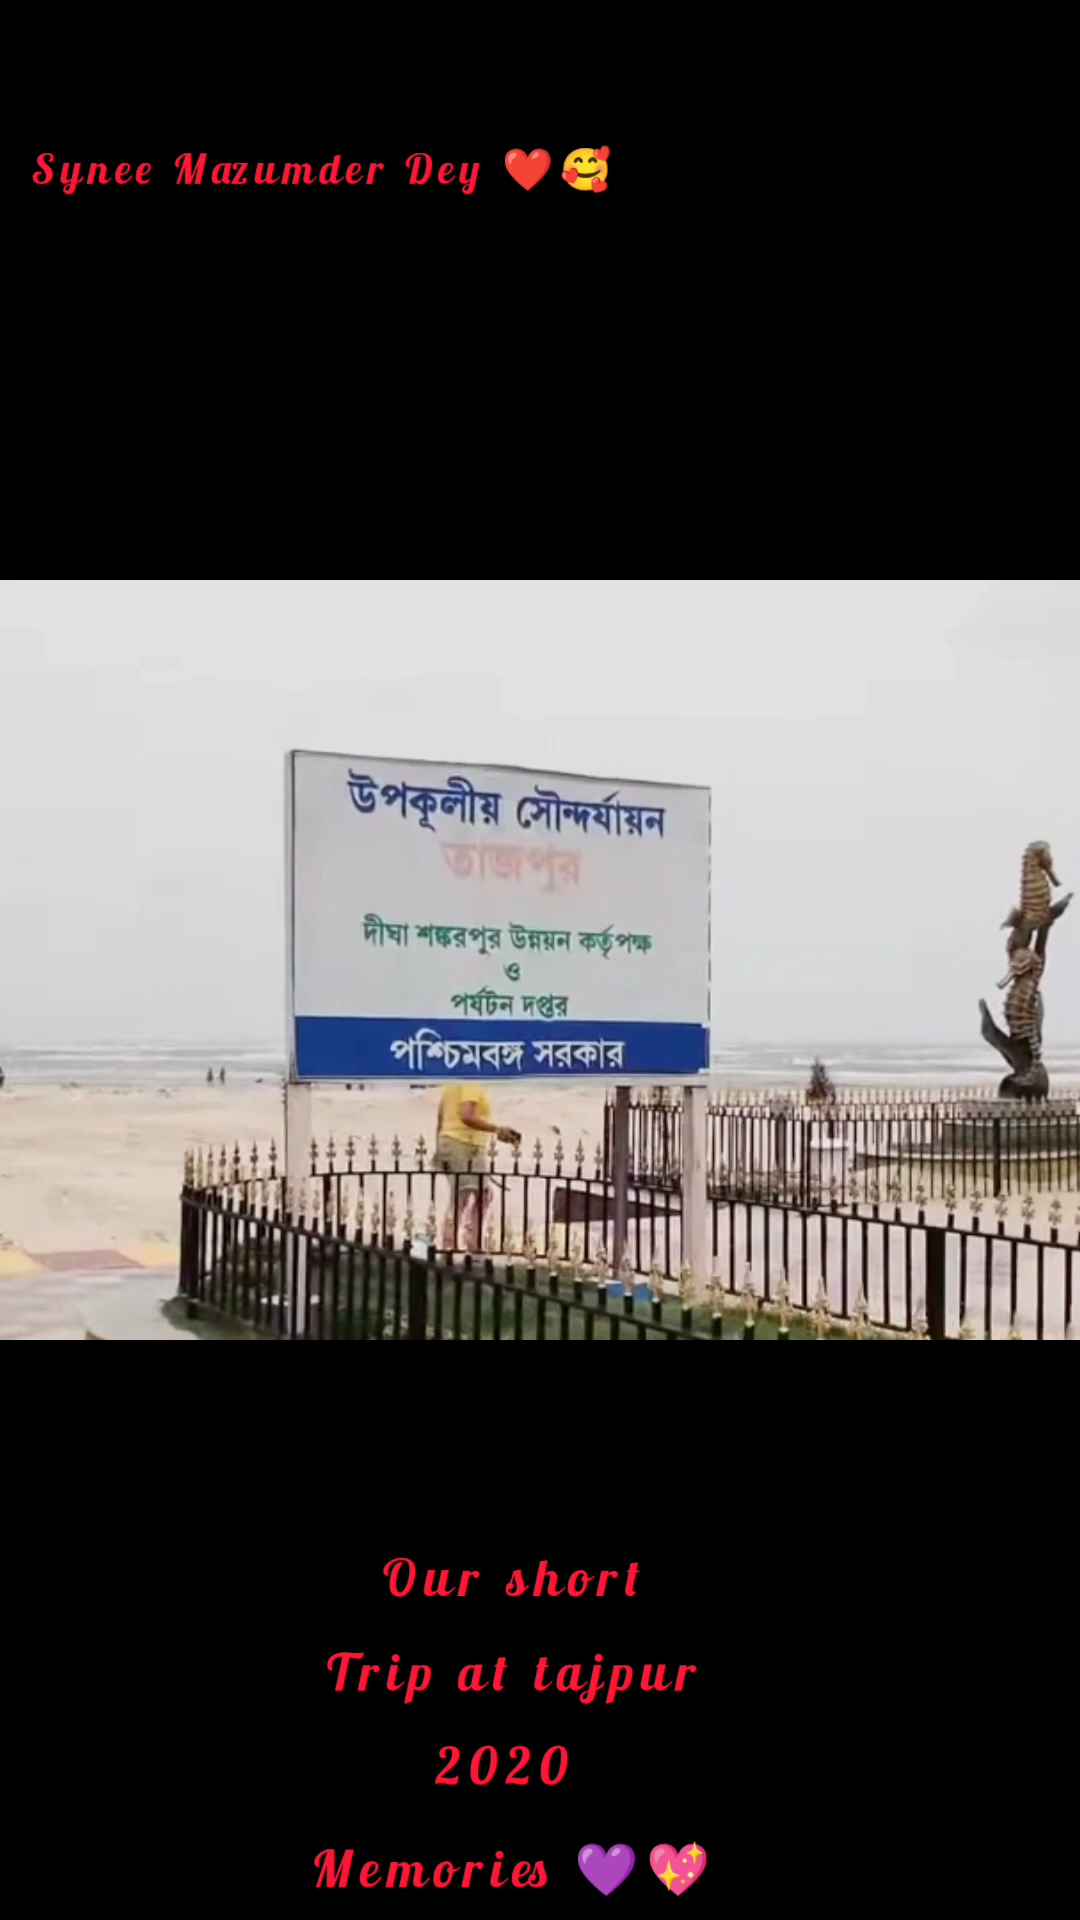 Synee Mazumder Dey ❤️🥰
উপকূলীয় সৌন্দর্যায়ন
তাজপুর
দীঘা শঙ্করপুর উন্নয়ন কর্তৃপক্ষ
ও
পর্যটন দপ্তর
পশ্চিমবঙ্গ সরকার
Our short
Trip at tajpur
2020
Memories 💜💖